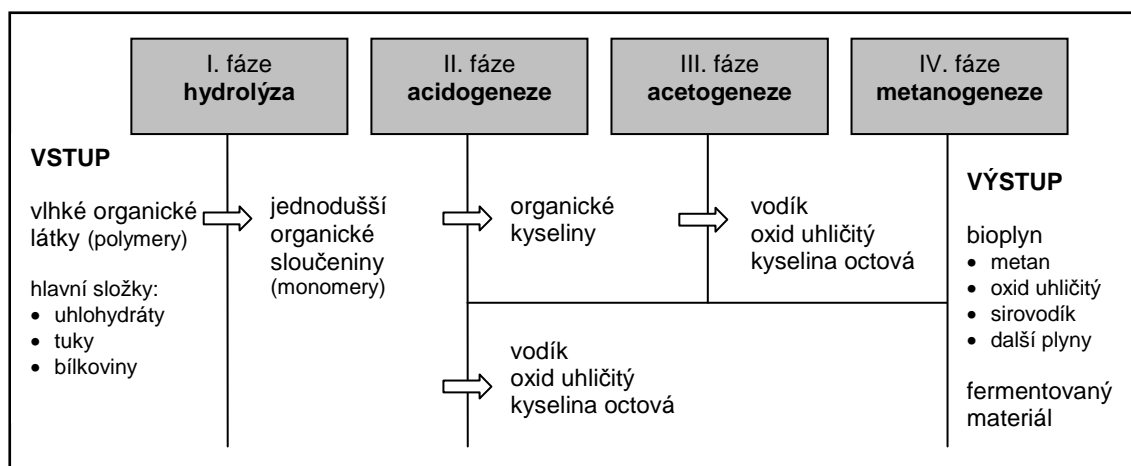 I. fáze
hydrolýza
II. fáze
acidogeneze
III. fáze
acetogeneze
IV. fáze
metanogeneze
VSTUP
vlhké organické
látky (polymery)
hlavní složky:
• uhlohydráty
• tuky
• bílkoviny
jednodušší
organické
sloučeniny
(monomery)
organické
kyseliny
vodík
oxid uhličitý
kyselina octová
vodík
oxid uhličitý
kyselina octová
VÝSTUP
bioplyn
• metan
• oxid uhličitý
• sirovodík
• další plyny
fermentovaný
materiál